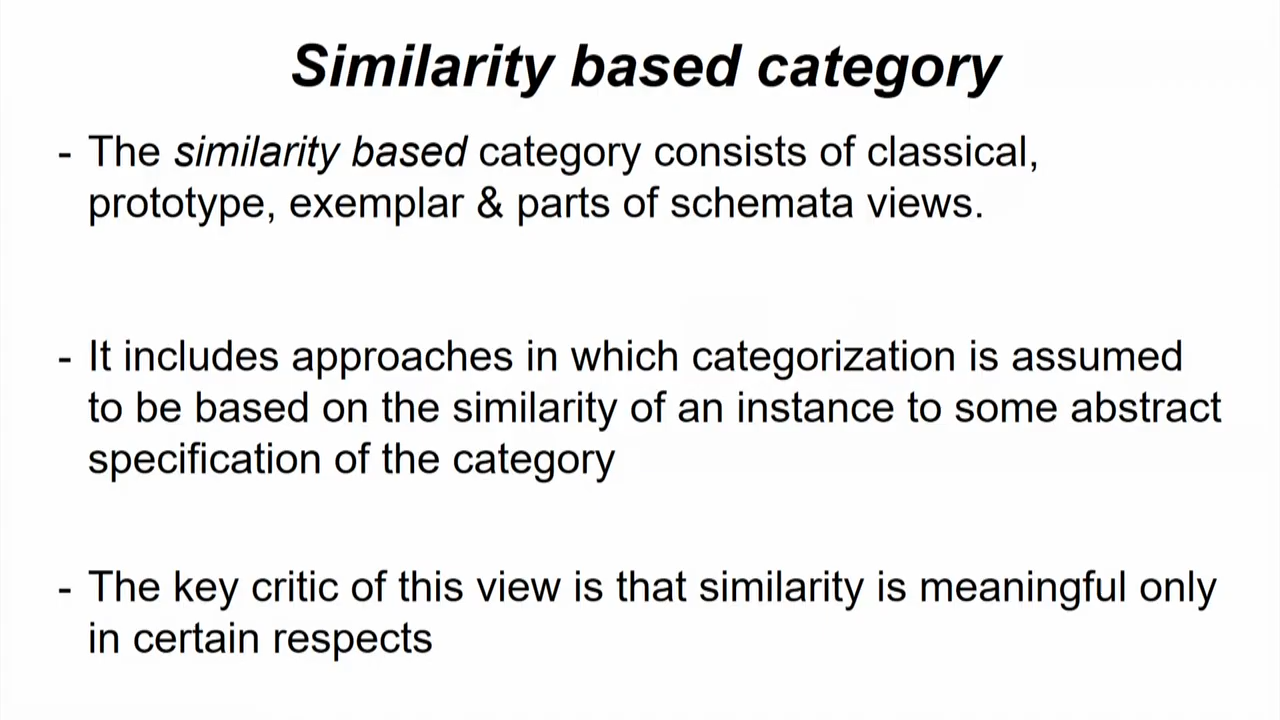 Similarity based category
- The similarity based category consists of classical,
prototype, exemplar & parts of schemata views.
- It includes approaches in which categorization is assumed
to be based on the similarity of an instance to some abstract
specification of the category
- The key critic of this view is that similarity is meaningful only
in certain respects